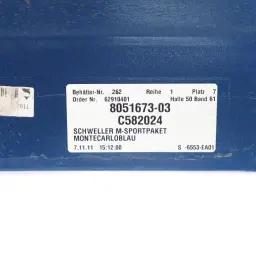 Behälter-Nr. 262 Reihe 1 Platz 7
Order Nr. 62910401 Halle 50 Band 61
8051673-03
C582024
SCHWELLER M-SPORTPAKET
MONTECARLOBLAU
7.11.11 15:12:00 S -6553-EA01